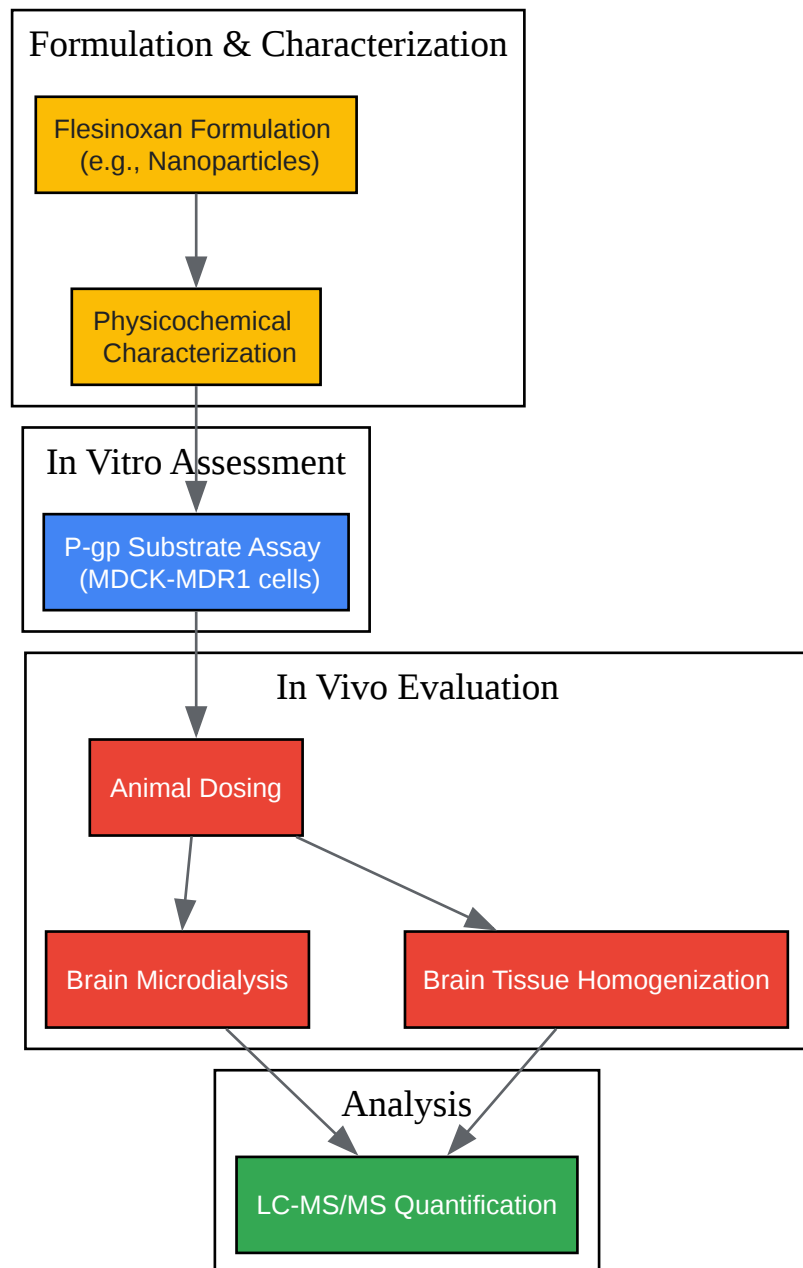 Formulation & Characterization
Flesinoxan Formulation
(e.g., Nanoparticles)
Physicochemical
Characterization
In Vitro Assessment
P-gp Substrate Assay
(MDCK-MDR1 cells)
In Vivo Evaluation
Animal Dosing
Brain Microdialysis
Brain Tissue Homogenization
Analysis
LC-MS/MS Quantification